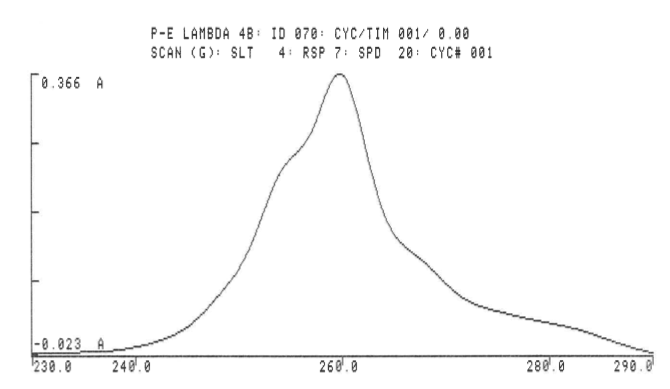 P-E LAMBDA 4B: ID 070: CYC/TIM 001/ 0.00
SCAN (G): SLT 4: RSP 7: SPD 20: CYC# 001
0.366 A
-0.023 A
230.0 240.0 260.0 280.0 290.0